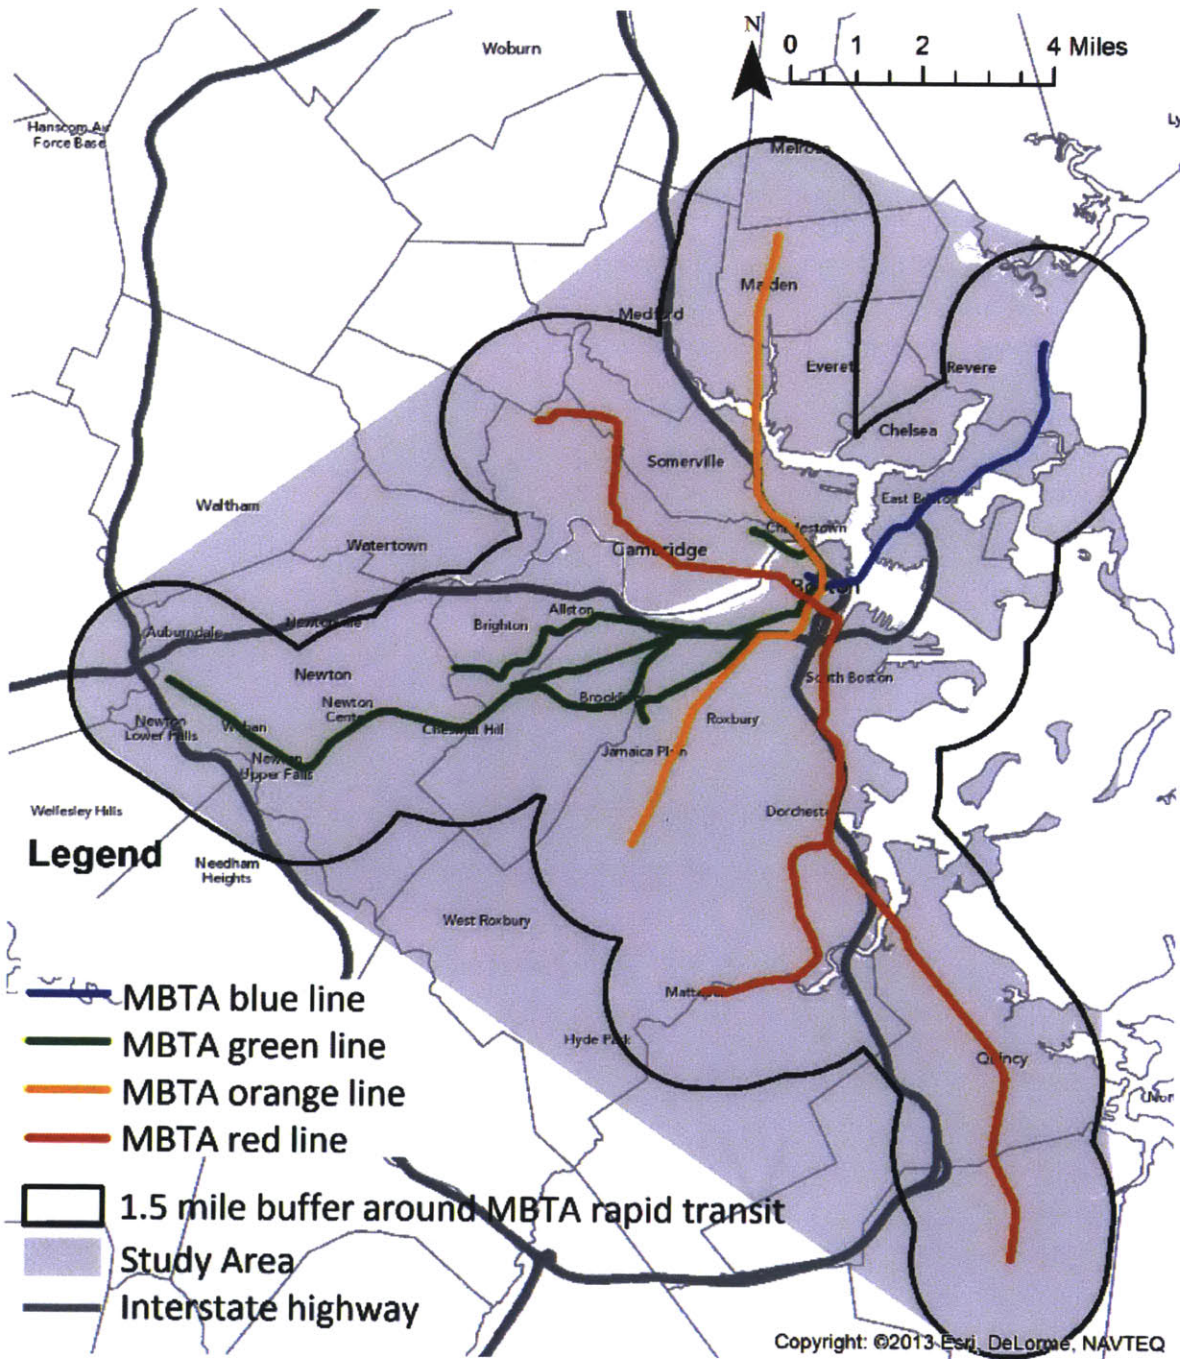 Woburn
N
0 1 2 4 Miles
Hanscom Air
Force Base
Ly
Melrose
Malden
Medford
Everett
Revere
Chelsea
Somerville
Waltham
East Boston
Charlestown
Watertown
Cambridge
Boston
Allston
Brighton
Auburndale
Newtonville
Newton
South Boston
Newton
Center
Brookline
Roxbury
Newton
Lower Falls
Waban
Chestnut Hill
Jamaica Plain
Newton
Upper Falls
Wellesley Hills
Dorchester
Legend
Needham
Heights
West Roxbury
MBTA blue line
Mattapan
MBTA green line
Hyde Park
Quincy
MBTA orange line
MBTA red line
1.5 mile buffer around MBTA rapid transit
Study Area
Interstate highway
Copyright: ©2013 Esri, DeLorme, NAVTEQ